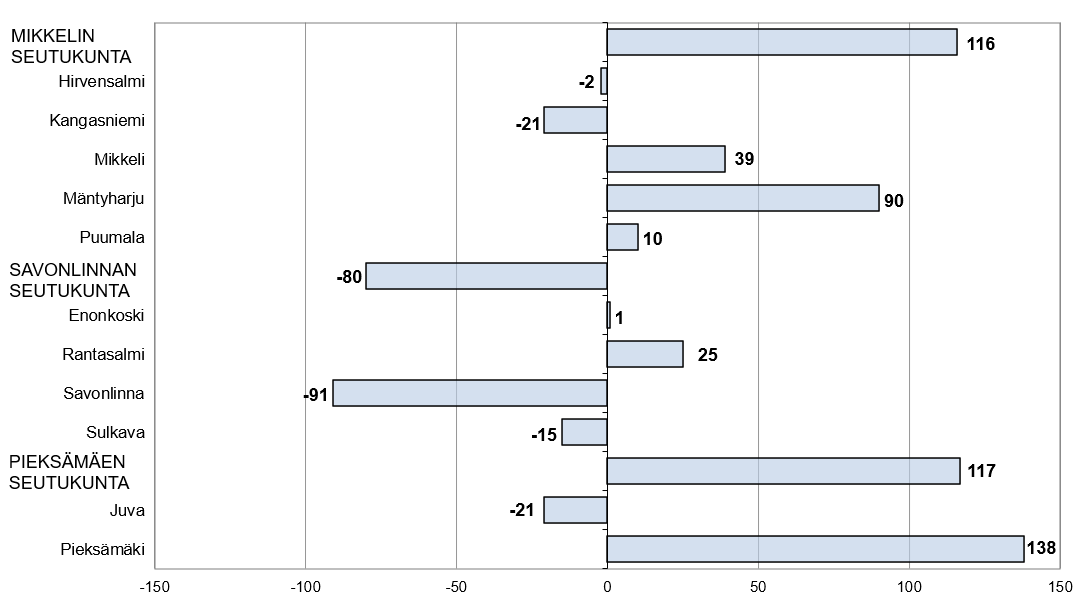 MIKKELIN
SEUTUKUNTA
116
Hirvensalmi
-2
Kangasniemi
-21
Mikkeli
39
Mäntyharju
90
Puumala
10
SAVONLINNAN
SEUTUKUNTA
-80
Enonkoski
1
Rantasalmi
25
Savonlinna
-91
Sulkava
-15
PIEKSÄMÄEN
SEUTUKUNTA
117
Juva
-21
Pieksämäki
138
-150 -100 -50 0 50 100 150